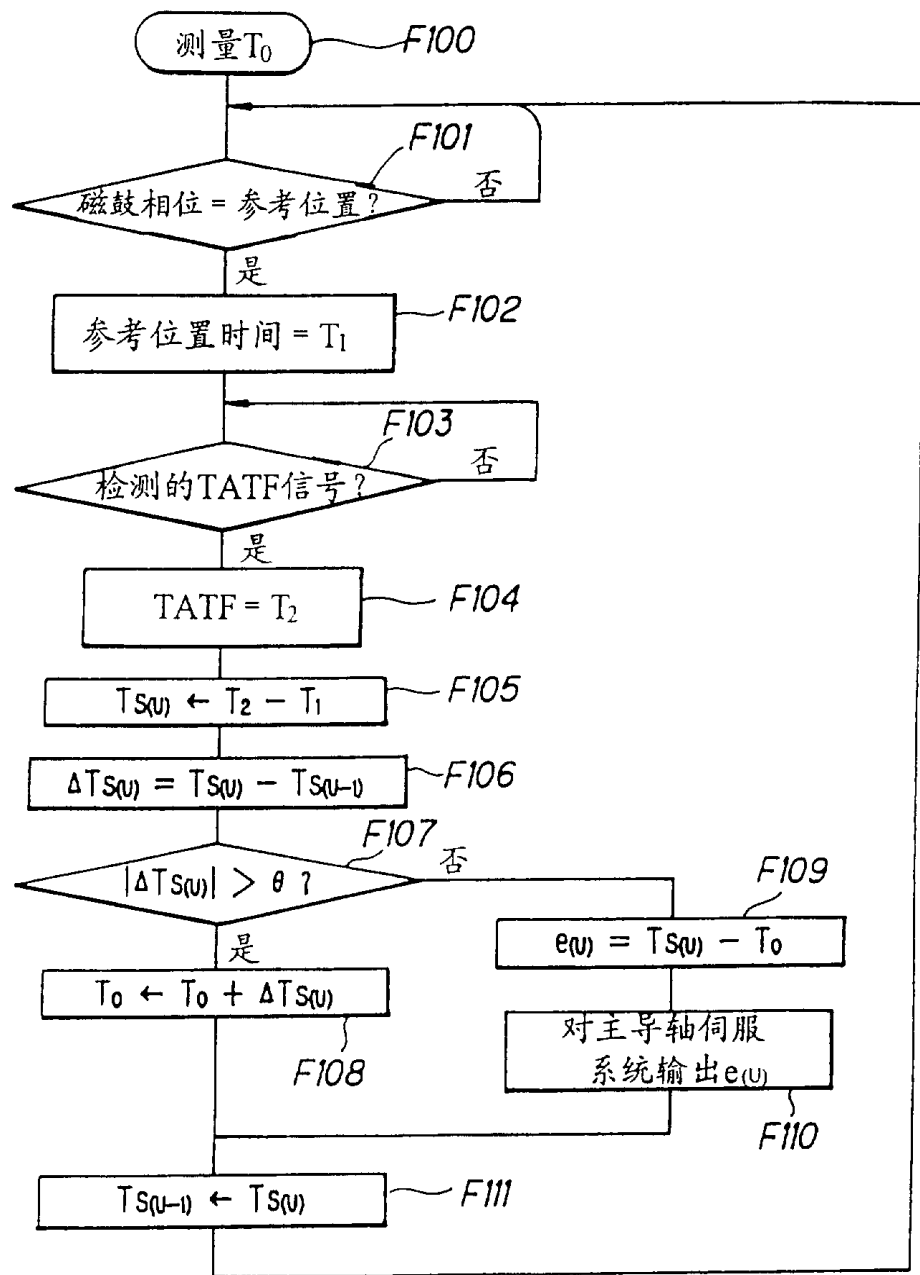 测量T₀
F100
F101
磁鼓相位 = 参考位置?
否
是
F102
参考位置时间 = T₁
F103
检测的TATF信号?
否
是
TATF = T₂
F104
TS(U) ← T₂ − T₁
F105
ΔTS(U) = TS(U) − TS(U−1)
F106
F107
|ΔTS(U)| > θ ?
否
是
F109
e(U) = TS(U) − T₀
T₀ ← T₀ + ΔTS(U)
F108
对主导轴伺服
系统输出e(U)
F110
TS(U−1) ← TS(U)
F111